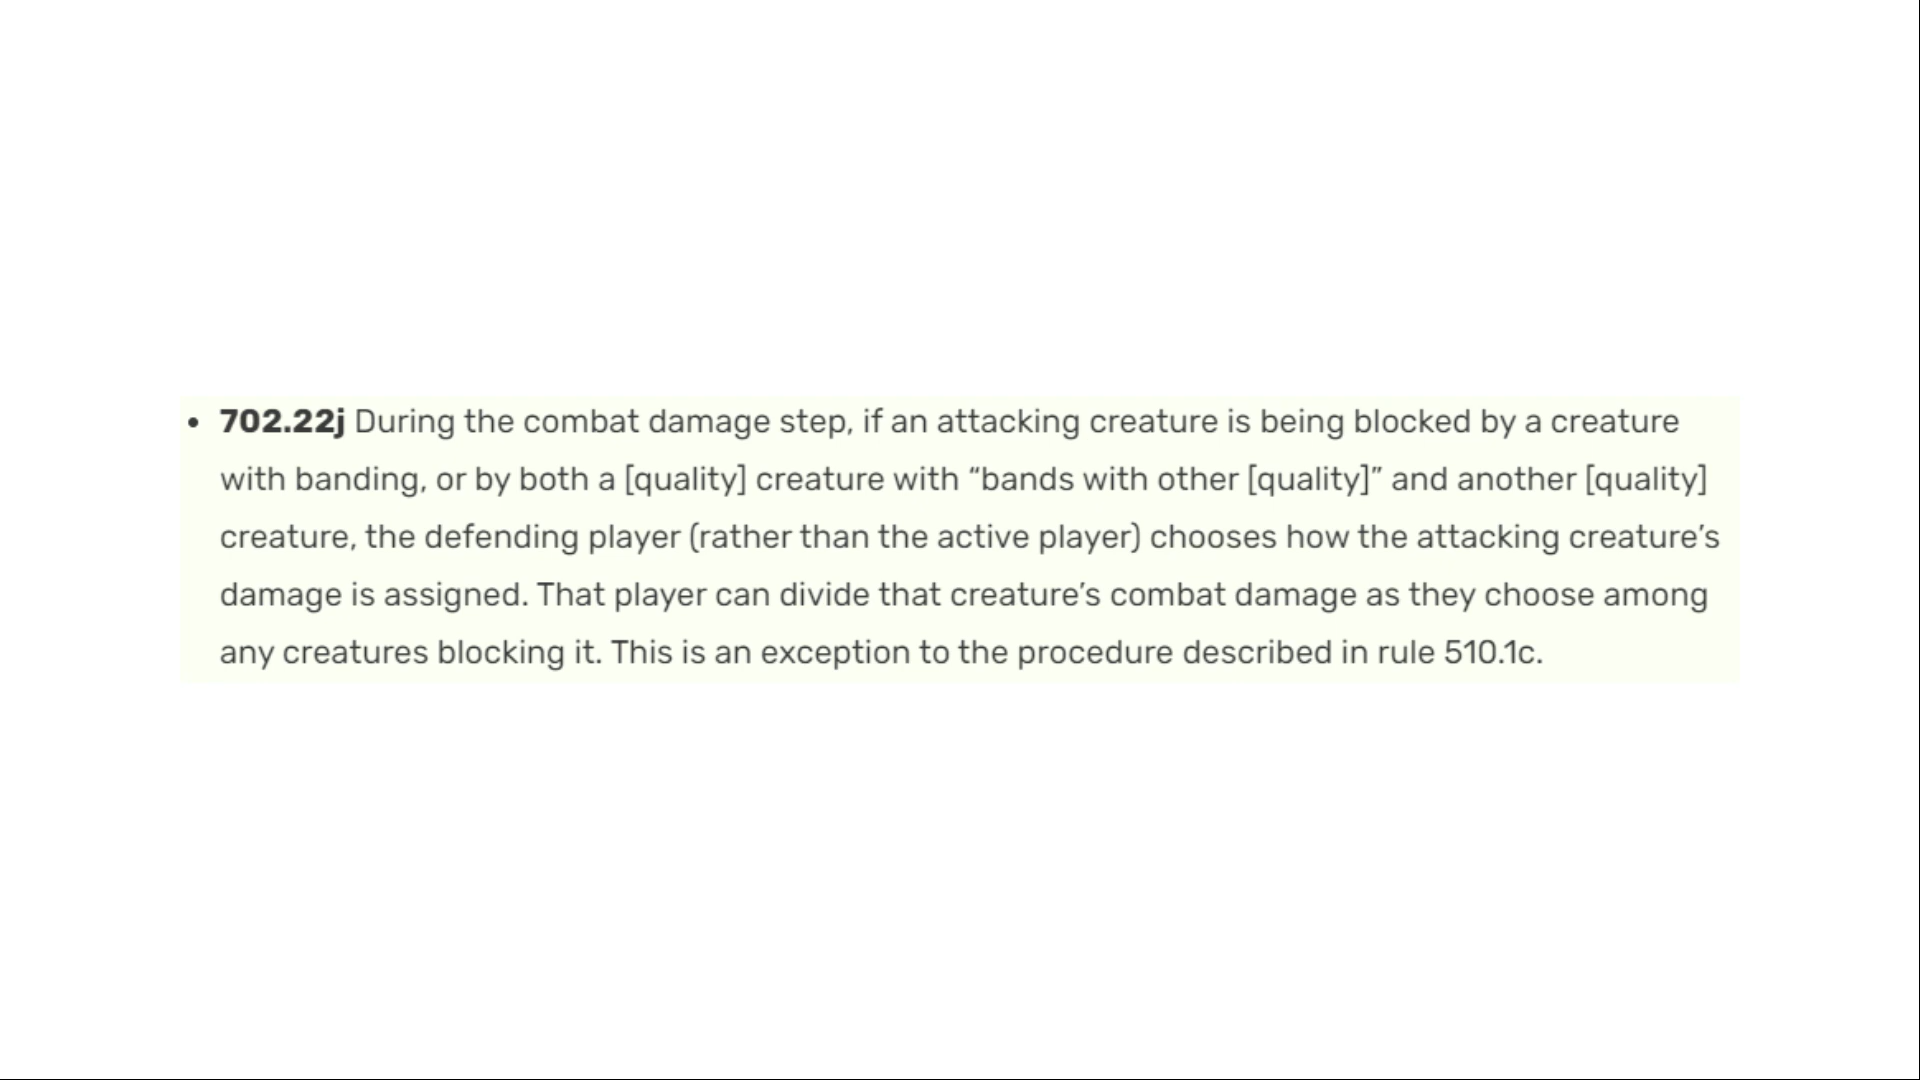 • 702.22j During the combat damage step, if an attacking creature is being blocked by a creature
with banding, or by both a [quality] creature with “bands with other [quality]” and another [quality]
creature, the defending player (rather than the active player) chooses how the attacking creature’s
damage is assigned. That player can divide that creature’s combat damage as they choose among
any creatures blocking it. This is an exception to the procedure described in rule 510.1c.